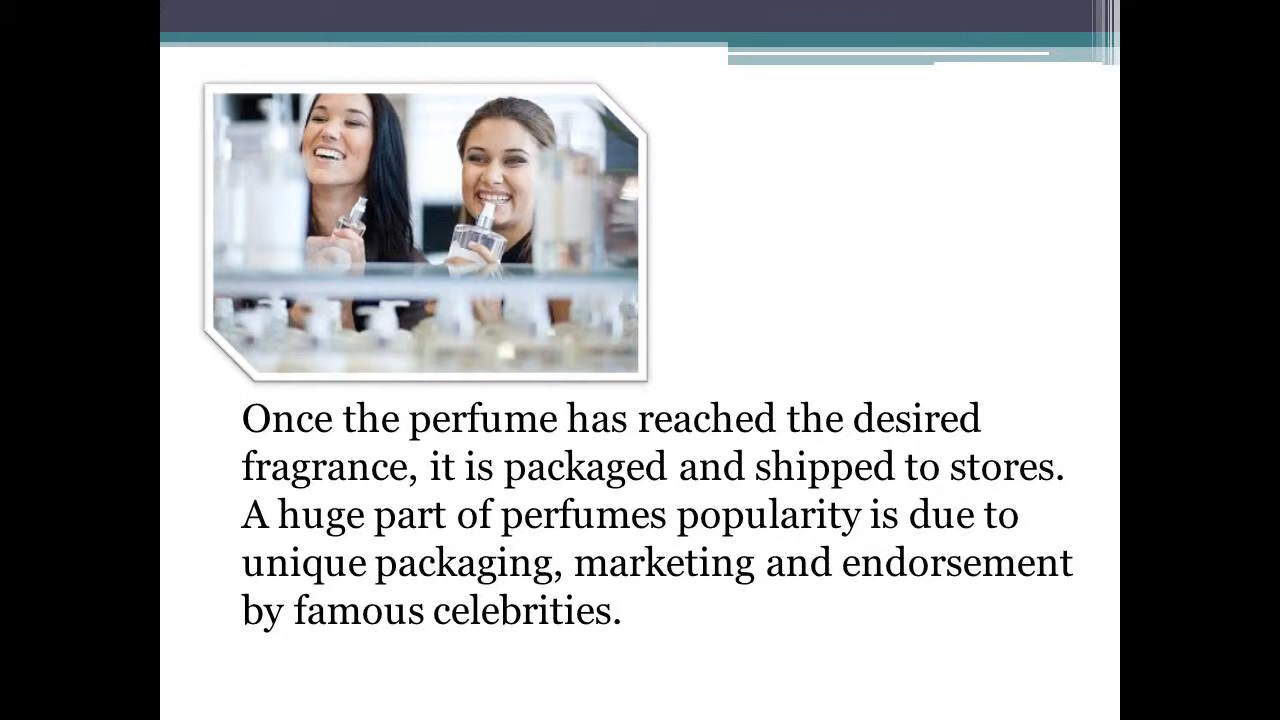 Once the perfume has reached the desired
fragrance, it is packaged and shipped to stores.
A huge part of perfumes popularity is due to
unique packaging, marketing and endorsement
by famous celebrities.